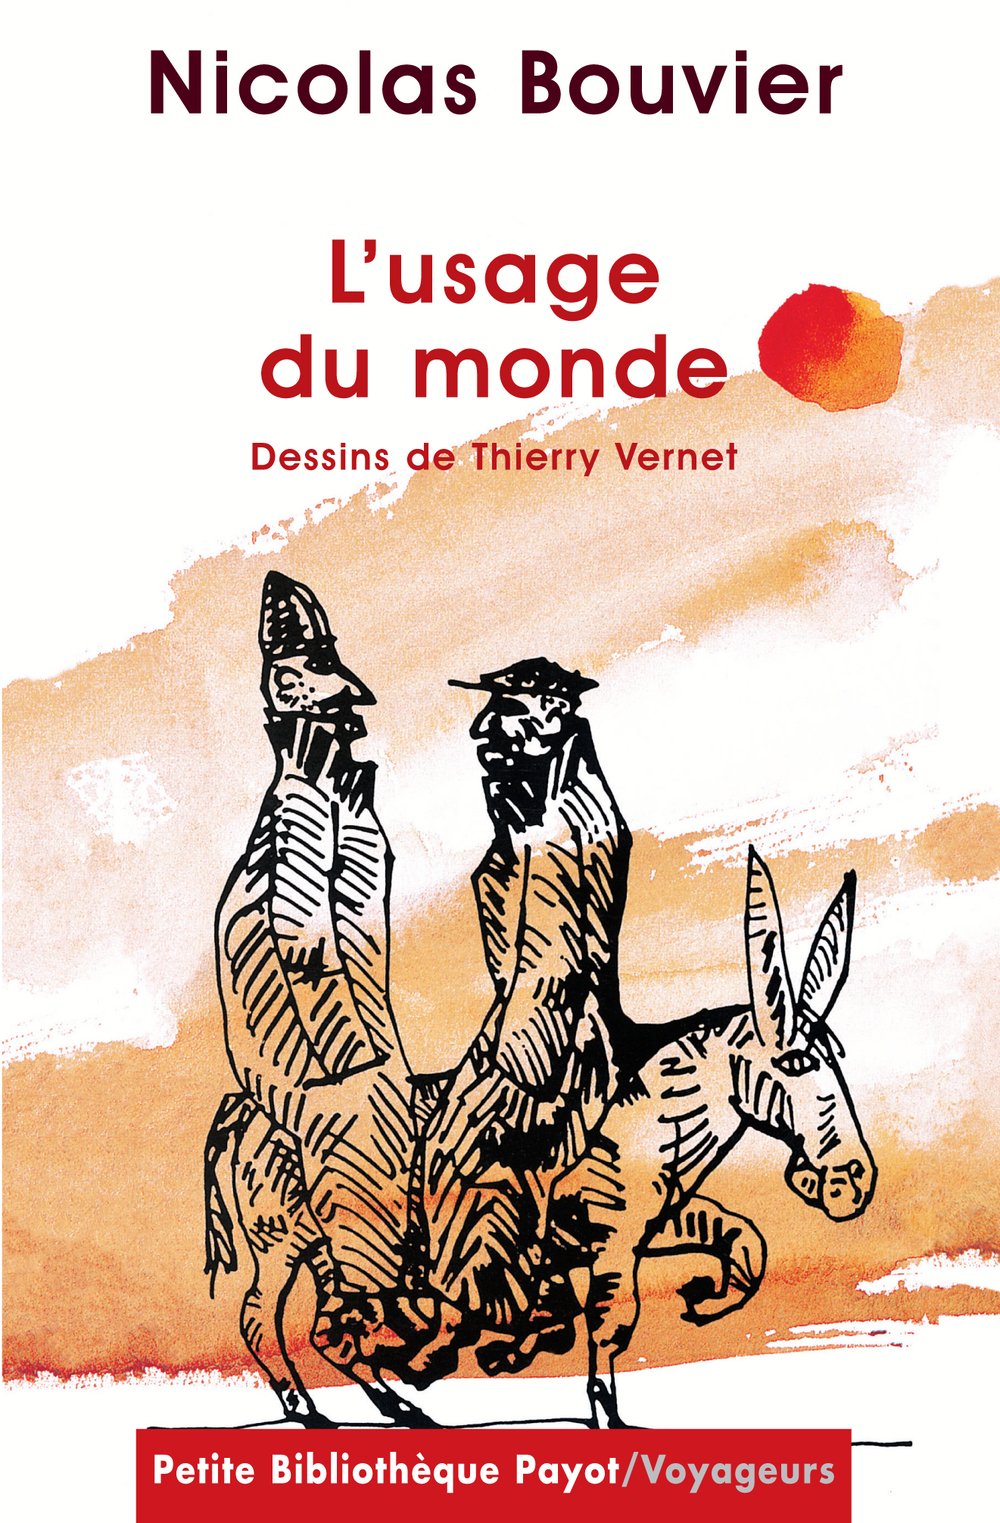 Nicolas Bouvier
L’usage
du monde
Dessins de Thierry Vernet
Petite Bibliothèque Payot/Voyageurs